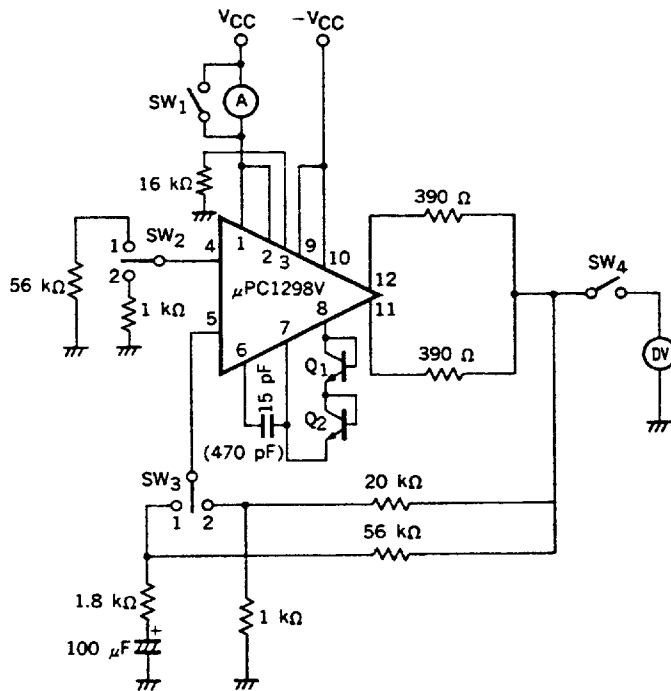 VCC
-VCC
SW1
A
16 kΩ
390 Ω
1
2
3
9
10
1
SW2
4
12
SW4
μPC1298V
11
56 kΩ
2
1 kΩ
5
8
7
390 Ω
DV
6
15 pF
Q1
Q2
(470 pF)
SW3
20 kΩ
1
2
56 kΩ
1.8 kΩ
1 kΩ
+
100 μF